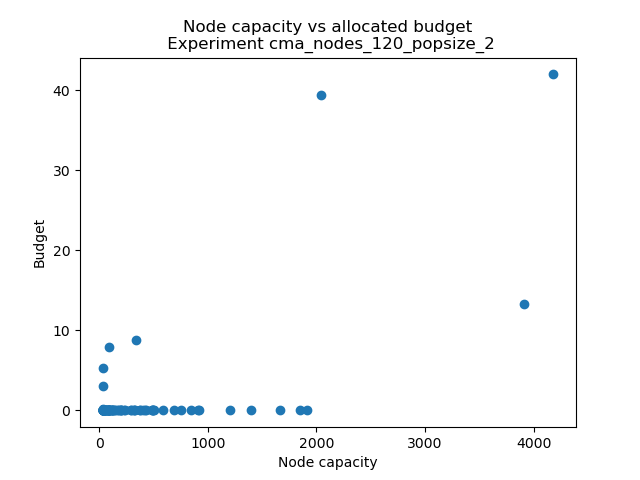 Node capacity vs allocated budget
Experiment cma_nodes_120_popsize_2
40
30
20
10
0
Budget
0 1000 2000 3000 4000
Node capacity